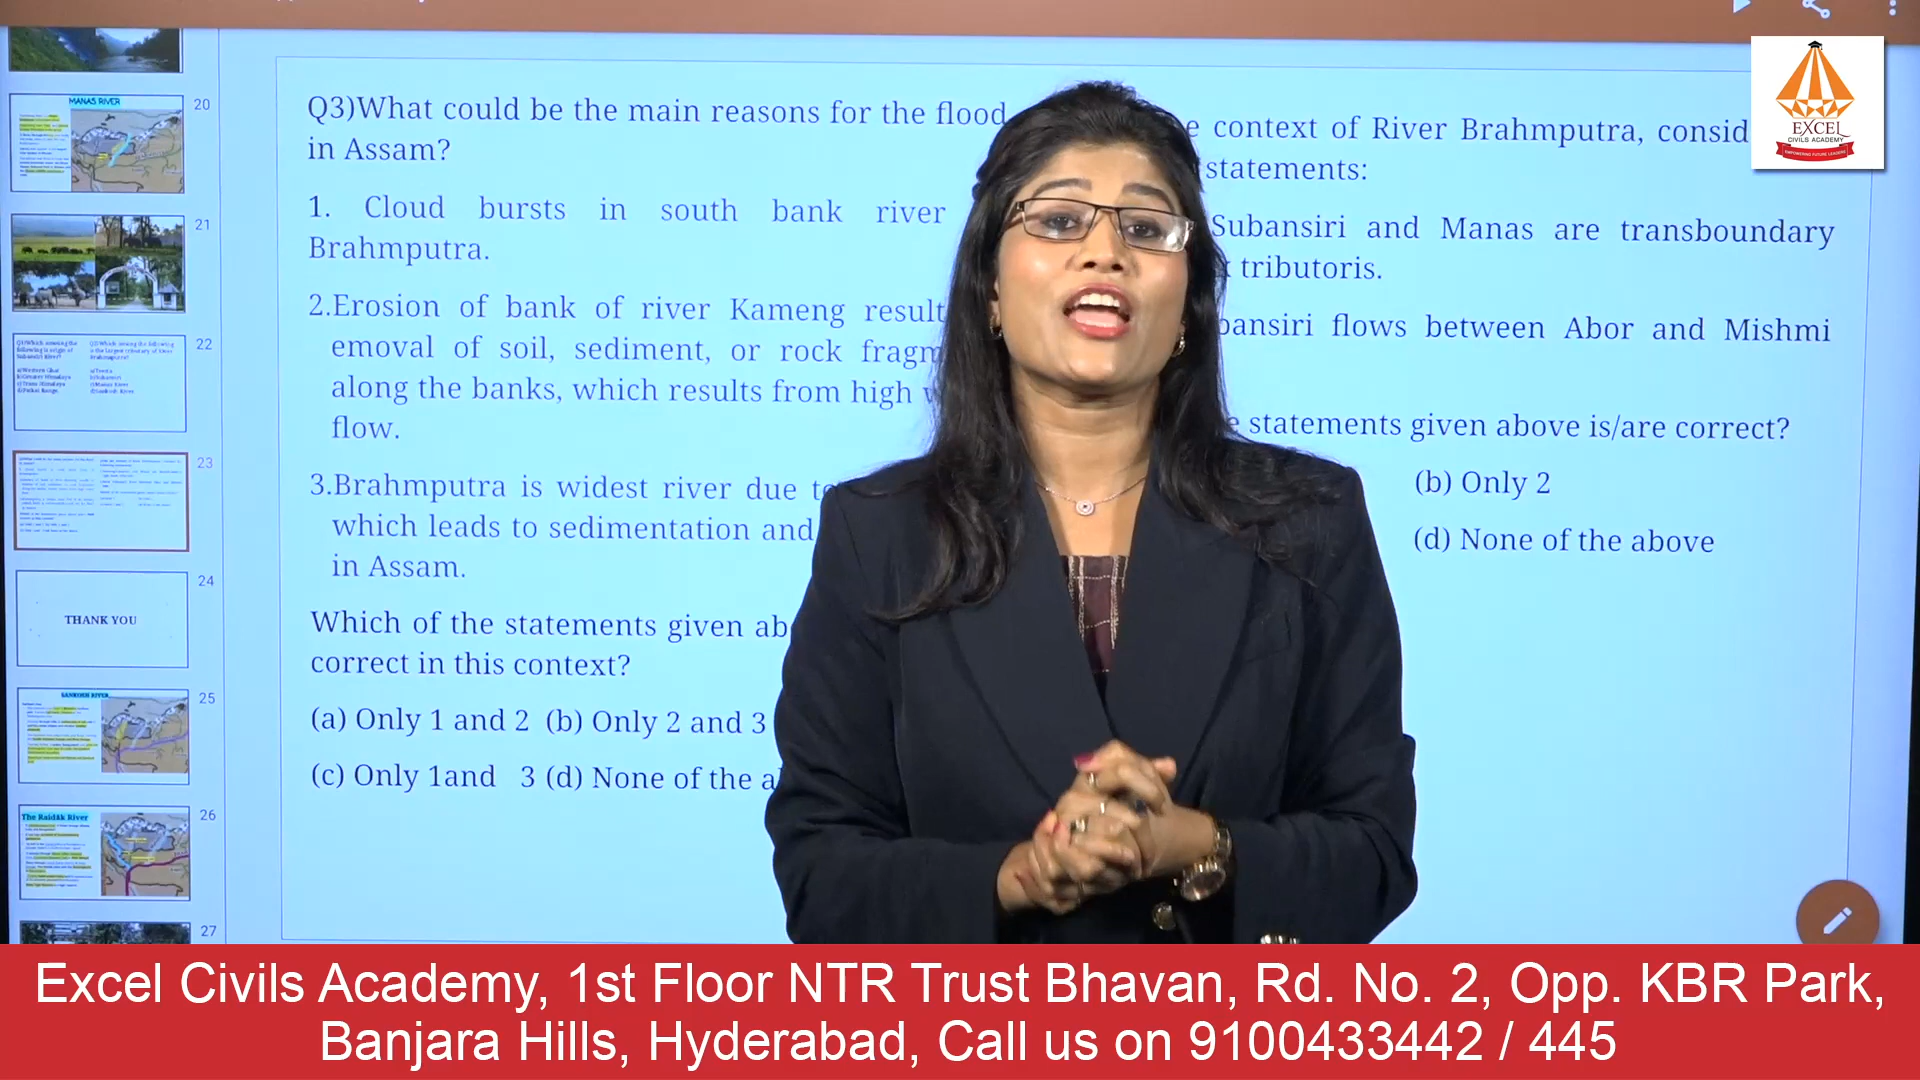 Q3)What could be the main reasons for the flood
in Assam?
1. Cloud bursts in south bank river
Brahmputra.
2.Erosion of bank of river Kameng result
emoval of soil, sediment, or rock
along the banks, which results from high
flow.
3.Brahmputra is widest river due
which leads to sedimentation and
in Assam.
Which of the statements given
correct in this context?
(a) Only 1 and 2 (b) Only 2 and 3
(c) Only 1and 3 (d) None of the
context of River Brahmputra,
statements:
Subansiri and Manas are transboundary
tributoris.
flows between Abor and Mishmi
statements given above is/are correct?
(b) Only 2
(d) None of the above
20
MANAS RIVER
21
22
23
24
THANK YOU
25
SANKOSH RIVER
26
The Raidāk River
27
EXCEL
CIVILS ACADEMY
EMPOWERING FUTURE LEADERS
Excel Civils Academy, 1st Floor NTR Trust Bhavan, Rd. No. 2, Opp. KBR Park,
Banjara Hills, Hyderabad, Call us on 9100433442 / 445